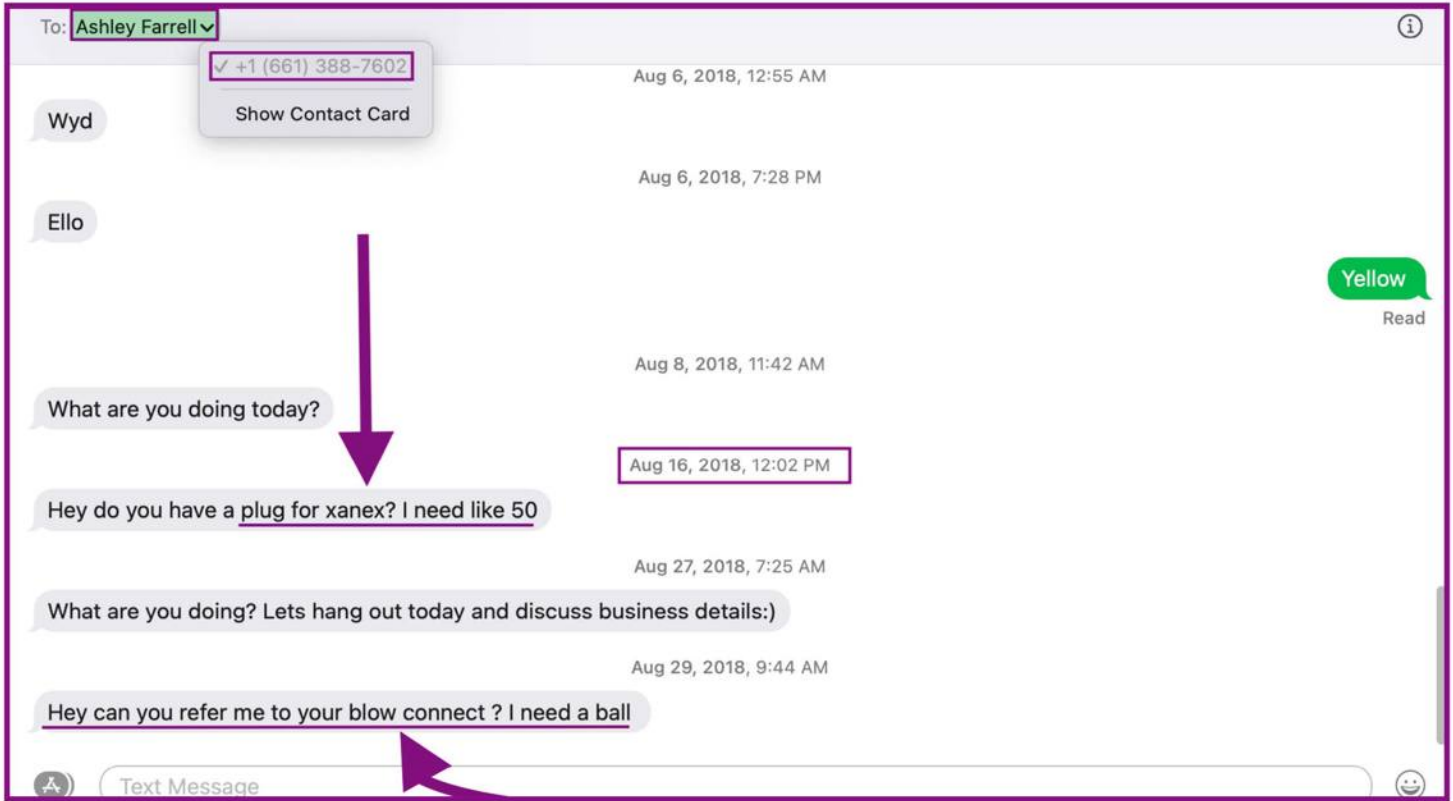 To: Ashley Farrell
✓ +1 (661) 388-7602
Show Contact Card
Aug 6, 2018, 12:55 AM
Wyd
Aug 6, 2018, 7:28 PM
Ello
Yellow
Read
Aug 8, 2018, 11:42 AM
What are you doing today?
Aug 16, 2018, 12:02 PM
Hey do you have a plug for xanex? I need like 50
Aug 27, 2018, 7:25 AM
What are you doing? Lets hang out today and discuss business details:)
Aug 29, 2018, 9:44 AM
Hey can you refer me to your blow connect ? I need a ball
Text Message